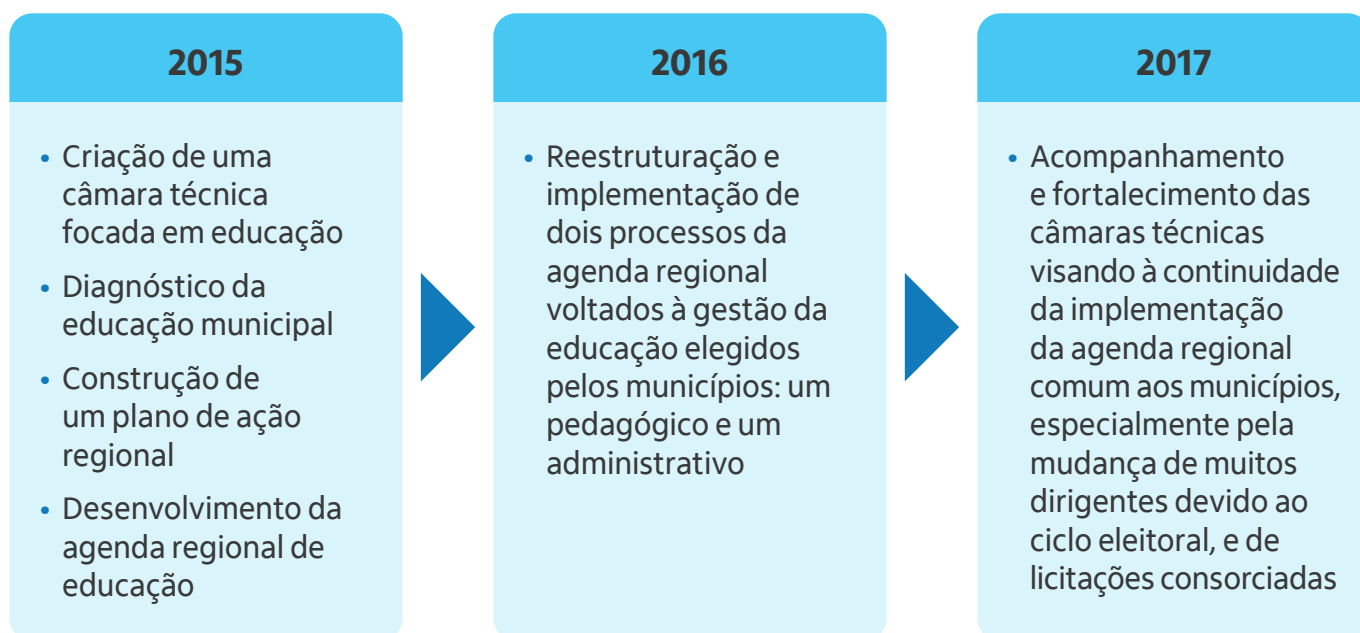 2015
• Criação de uma
câmara técnica
focada em educação
• Diagnóstico da
educação municipal
• Construção de
um plano de ação
regional
• Desenvolvimento da
agenda regional de
educação
2016
• Reestruturação e
implementação de
dois processos da
agenda regional
voltados à gestão da
educação elegidos
pelos municípios: um
pedagógico e um
administrativo
2017
• Acompanhamento
e fortalecimento das
câmaras técnicas
visando à continuidade
da implementação
da agenda regional
comum aos municípios,
especialmente pela
mudança de muitos
dirigentes devido ao
ciclo eleitoral, e de
licitações consorciadas